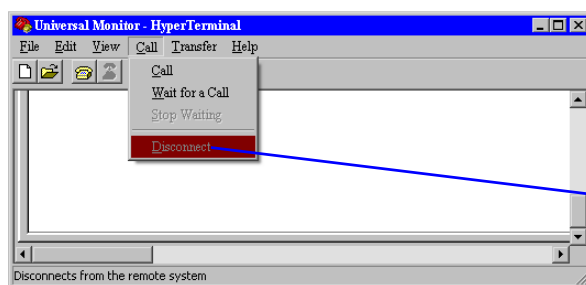 Universal Monitor - HyperTerminal
File Edit View Call Transfer Help
Call
Wait for a Call
Stop Waiting
Disconnect
Disconnects from the remote system